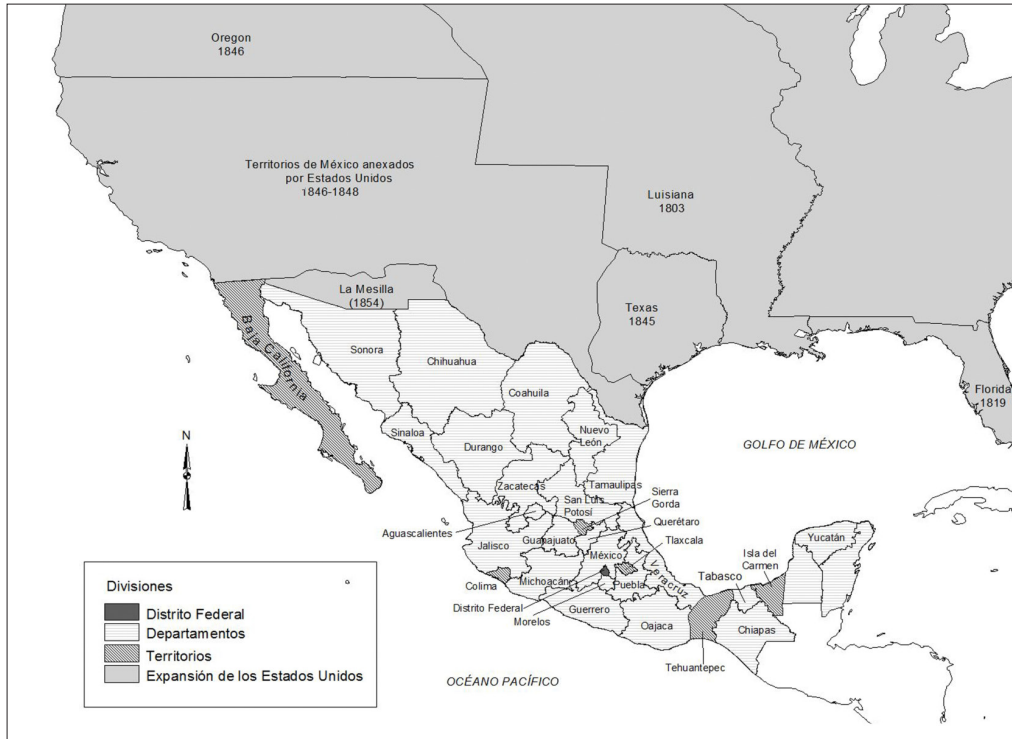 Oregon
1846
Territorios de México anexados
por Estados Unidos
1846-1848
Luisiana
1803
La Mesilla
(1854)
Texas
1845
Florida
1819
Baja California
Sonora
Chihuahua
Coahuila
Sinaloa
Durango
Nuevo
León
GOLFO DE MÉXICO
N
Zacatecas
Tamaulipas
San Luis
Potosí
Sierra
Gorda
Aguascalientes
Jalisco
Guanajuato
Querétaro
México
Tlaxcala
Yucatán
Isla del
Carmen
Tabasco
Veracruz
Colima
Michoacán
Puebla
Distrito Federal
Morelos
Guerrero
Oajaca
Chiapas
Tehuantepec
OCÉANO PACÍFICO
Divisiones
Distrito Federal
Departamentos
Territorios
Expansión de los Estados Unidos